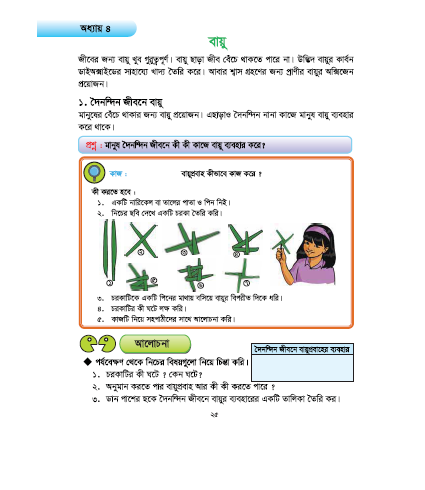 অধ্যায় ৪
বায়ু
জীবের জন্য বায়ু খুব গুরুত্বপূর্ণ। বায়ু ছাড়া জীব বেঁচে থাকতে পারে না। উদ্ভিদ বায়ুর কার্বন
ডাইঅক্সাইডের সাহায্যে খাদ্য তৈরি করে। আবার শ্বাস গ্রহণের জন্য প্রাণীর বায়ুর অক্সিজেন
প্রয়োজন।
১. দৈনন্দিন জীবনে বায়ু
মানুষের বেঁচে থাকার জন্য বায়ু প্রয়োজন। এছাড়াও দৈনন্দিন নানা কাজে মানুষ বায়ু ব্যবহার
করে থাকে।
প্রশ্ন : মানুষ দৈনন্দিন জীবনে কী কী কাজে বায়ু ব্যবহার করে?
কাজ : বায়ুপ্রবাহ কীভাবে কাজ করে ?
কী করতে হবে :
১. একটি নারিকেল বা তালের পাতা ও পিন নিই।
২. নিচের ছবি দেখে একটি চরকা তৈরি করি।
৩. চরকাটিকে একটি পিনের মাথায় বসিয়ে বায়ুর বিপরীত দিকে ধরি।
৪. চরকাটির কী ঘটে লক্ষ করি।
৫. কাজটি নিয়ে সহপাঠীদের সাথে আলোচনা করি।
আলোচনা
দৈনন্দিন জীবনে বায়ুপ্রবাহের ব্যবহার
◆ পর্যবেক্ষণ থেকে নিচের বিষয়গুলো নিয়ে চিন্তা করি।
১. চরকাটির কী ঘটে ? কেন ঘটে?
২. অনুমান করতে পার বায়ুপ্রবাহ আর কী কী করতে পারে ?
৩. ডান পাশের ছকে দৈনন্দিন জীবনে বায়ুর ব্যবহারের একটি তালিকা তৈরি কর।
২৫